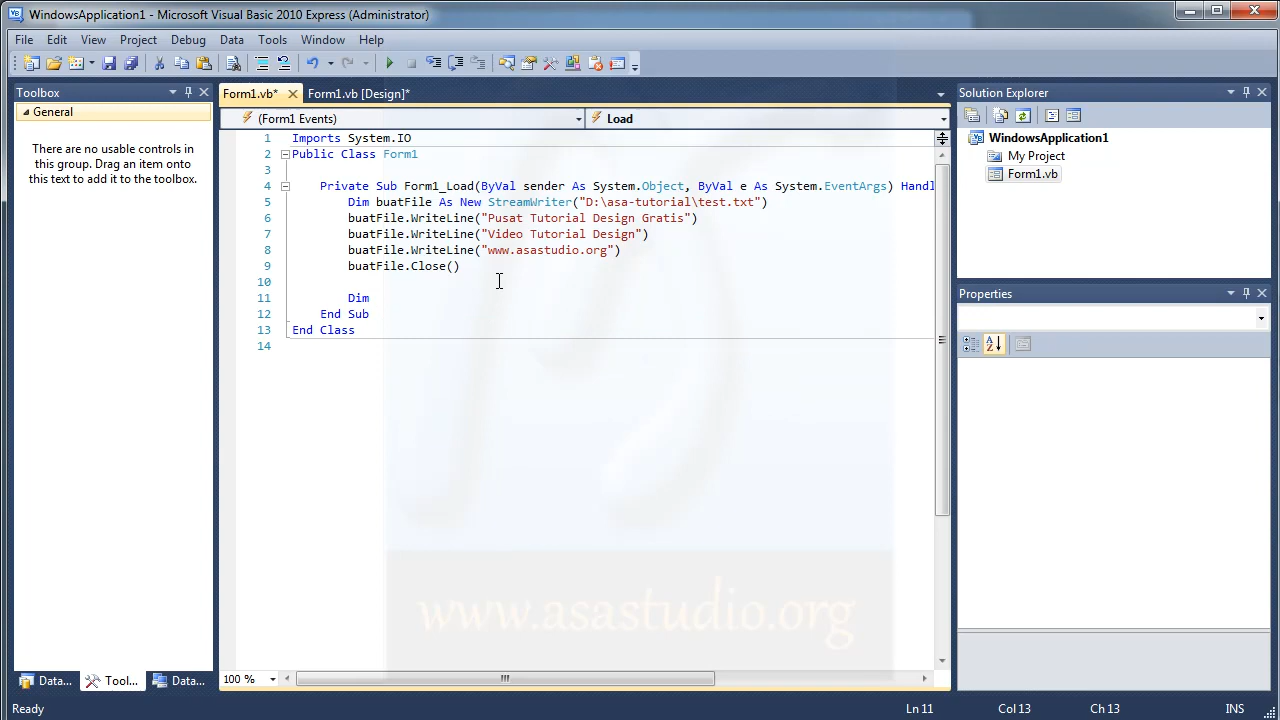 WindowsApplication1 - Microsoft Visual Basic 2010 Express (Administrator)
File Edit View Project Debug Data Tools Window Help
Toolbox
General
There are no usable controls in
this group. Drag an item onto
this text to add it to the toolbox.
Data... Tool... Data...
Form1.vb* Form1.vb [Design]*
(Form1 Events) Load
1 Imports System.IO
2 Public Class Form1
3
4 Private Sub Form1_Load(ByVal sender As System.Object, ByVal e As System.EventArgs) Handl
5 Dim buatFile As New StreamWriter("D:\asa-tutorial\test.txt")
6 buatFile.WriteLine("Pusat Tutorial Design Gratis")
7 buatFile.WriteLine("Video Tutorial Design")
8 buatFile.WriteLine("www.asastudio.org")
9 buatFile.Close()
10
11 Dim
12 End Sub
13 End Class
14
www.asastudio.org
100 %
Solution Explorer
WindowsApplication1
My Project
Form1.vb
Properties
Ready Ln 11 Col 13 Ch 13 INS